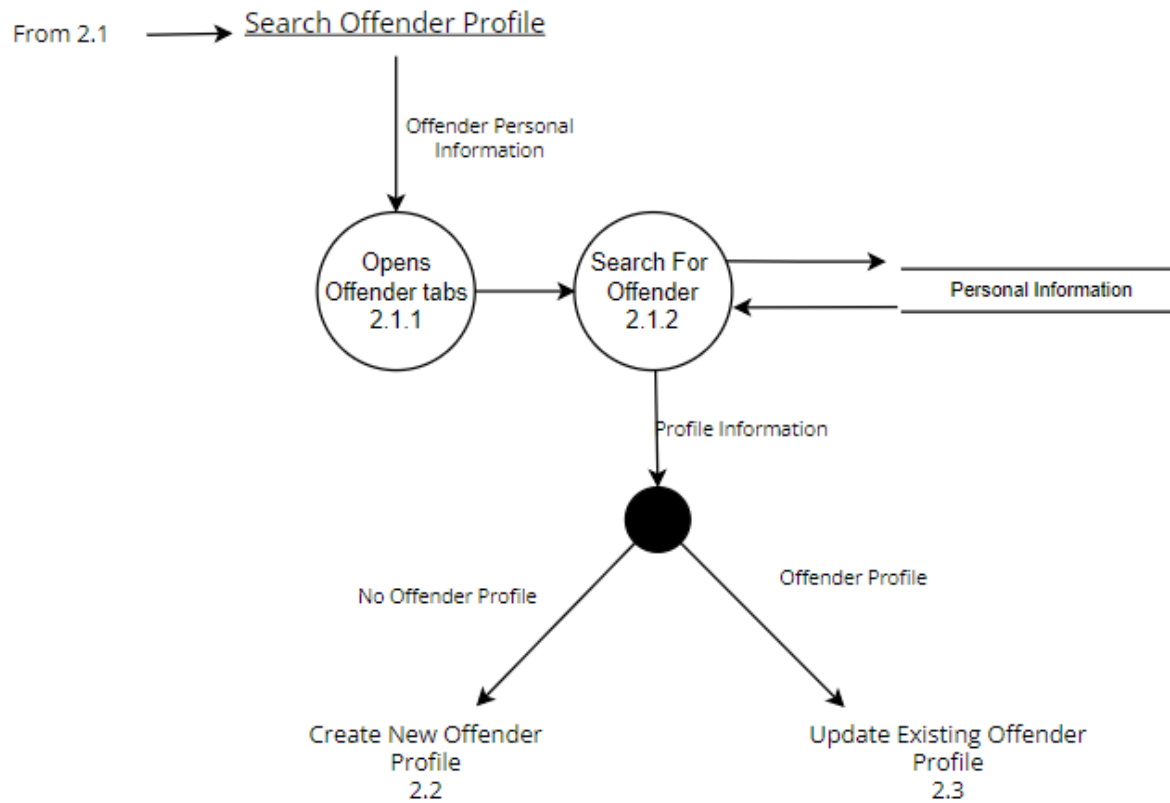 From 2.1
Search Offender Profile
Offender Personal
Information
Opens
Offender tabs
2.1.1
Search For
Offender
2.1.2
Personal Information
Profile Information
No Offender Profile
Offender Profile
Create New Offender
Profile
2.2
Update Existing Offender
Profile
2.3